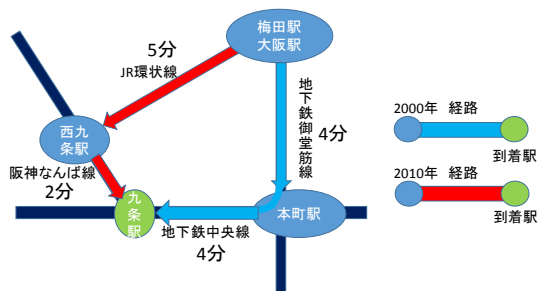 梅田駅
大阪駅
5分
JR環状線
地下鉄御堂筋線
4分
西九
条駅
阪神なんば線
2分
九
条
駅
地下鉄中央線
4分
本町駅
2000年 経路
到着駅
2010年 経路
到着駅